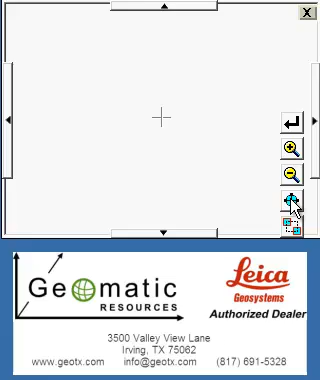 X
Geomatic
RESOURCES
Leica
Geosystems
Authorized Dealer
3500 Valley View Lane
Irving, TX 75062
www.geotx.com info@geotx.com (817) 691-5328